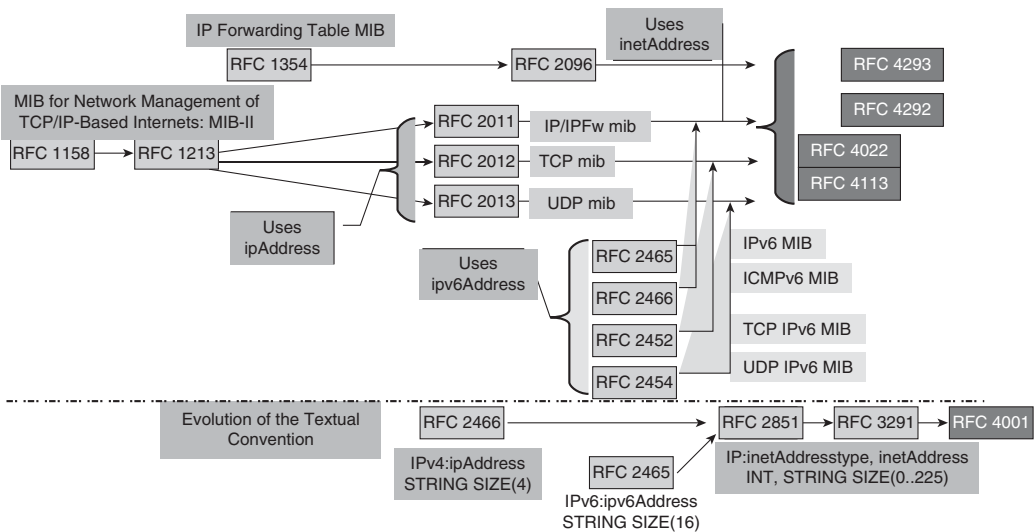 Uses
inetAddress
IP Forwarding Table MIB
RFC 1354
RFC 2096
RFC 4293
MIB for Network Management of
TCP/IP-Based Internets: MIB-II
RFC 4292
RFC 2011
IP/IPFw mib
RFC 1158
RFC 1213
RFC 2012
TCP mib
RFC 4022
RFC 4113
RFC 2013
UDP mib
Uses
ipAddress
Uses
ipv6Address
RFC 2465
IPv6 MIB
RFC 2466
ICMPv6 MIB
RFC 2452
TCP IPv6 MIB
RFC 2454
UDP IPv6 MIB
Evolution of the Textual
Convention
RFC 2466
RFC 2851
RFC 3291
RFC 4001
IPv4:ipAddress
STRING SIZE(4)
RFC 2465
IP:inetAddresstype, inetAddress
INT, STRING SIZE(0..225)
IPv6:ipv6Address
STRING SIZE(16)